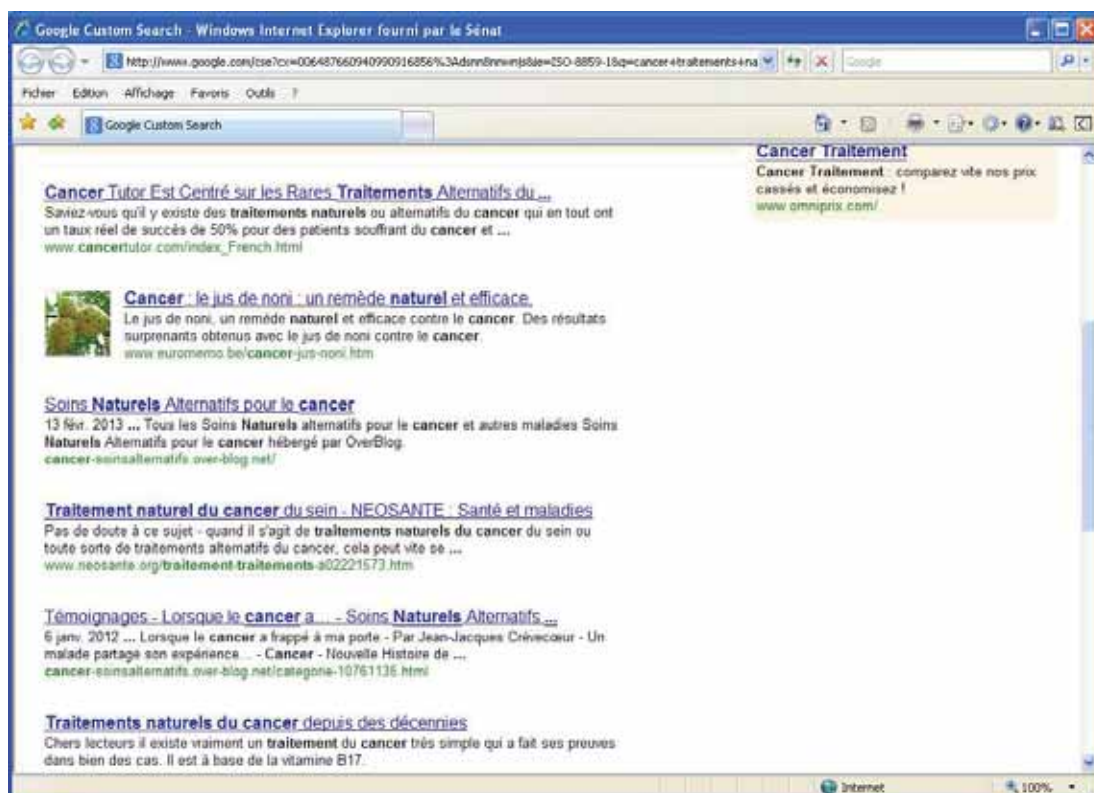 Google Custom Search - Windows Internet Explorer fourni par le Sénat
Google
Fichier Edition Affichage Favoris Outils ?
Google Custom Search
Cancer Traitement
Cancer Traitement : comparez vite nos prix
cassés et économisez !
www.omniprix.com/
Cancer Tutor Est Centré sur les Rares Traitements Alternatifs du ...
Saviez-vous qu'il y existe des traitements naturels ou alternatifs du cancer qui en tout ont
un taux réel de succès de 50% pour des patients souffrant du cancer et ...
www.cancertutor.com/index_French.html
Cancer : le jus de noni : un remède naturel et efficace.
Le jus de noni, un remède naturel et efficace contre le cancer. Des résultats
surprenants obtenus avec le jus de noni contre le cancer.
www.euromemo.be/cancer-jus-noni.htm
Soins Naturels Alternatifs pour le cancer
13 févr. 2013 ... Tous les Soins Naturels alternatifs pour le cancer et autres maladies Soins
Naturels Alternatifs pour le cancer hébergé par OverBlog.
cancer-soinsalternatifs.over-blog.net/
Traitement naturel du cancer du sein - NEOSANTE : Santé et maladies
Pas de doute à ce sujet - quand il s'agit de traitements naturels du cancer du sein ou
toute sorte de traitements alternatifs du cancer, cela peut vite se ...
www.neosante.org/traitement-traitements-a02221573.htm
Témoignages - Lorsque le cancer a... - Soins Naturels Alternatifs ...
6 janv. 2012 ... Lorsque le cancer a frappé à ma porte - Par Jean-Jacques Crèvecœur - Un
malade partage son expérience... - Cancer - Nouvelle Histoire de ...
cancer-soinsalternatifs.over-blog.net/categorie-10761136.html
Traitements naturels du cancer depuis des décennies
Chers lecteurs il existe vraiment un traitement du cancer très simple qui a fait ses preuves
dans bien des cas. Il est à base de la vitamine B17.
Internet
100%